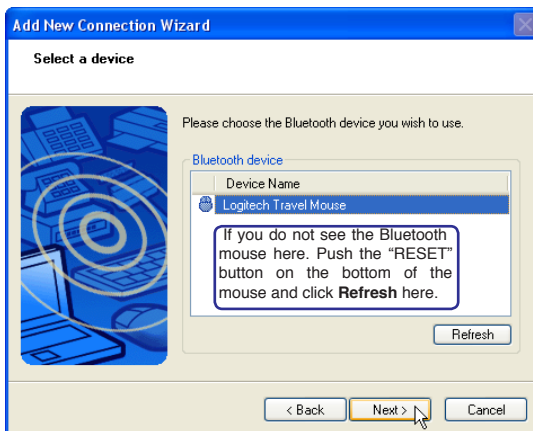 Add New Connection Wizard
Select a device
Please choose the Bluetooth device you wish to use.
Bluetooth device
Device Name
Logitech Travel Mouse
If you do not see the Bluetooth
mouse here. Push the “RESET”
button on the bottom of the
mouse and click Refresh here.
Refresh
< Back Next > Cancel